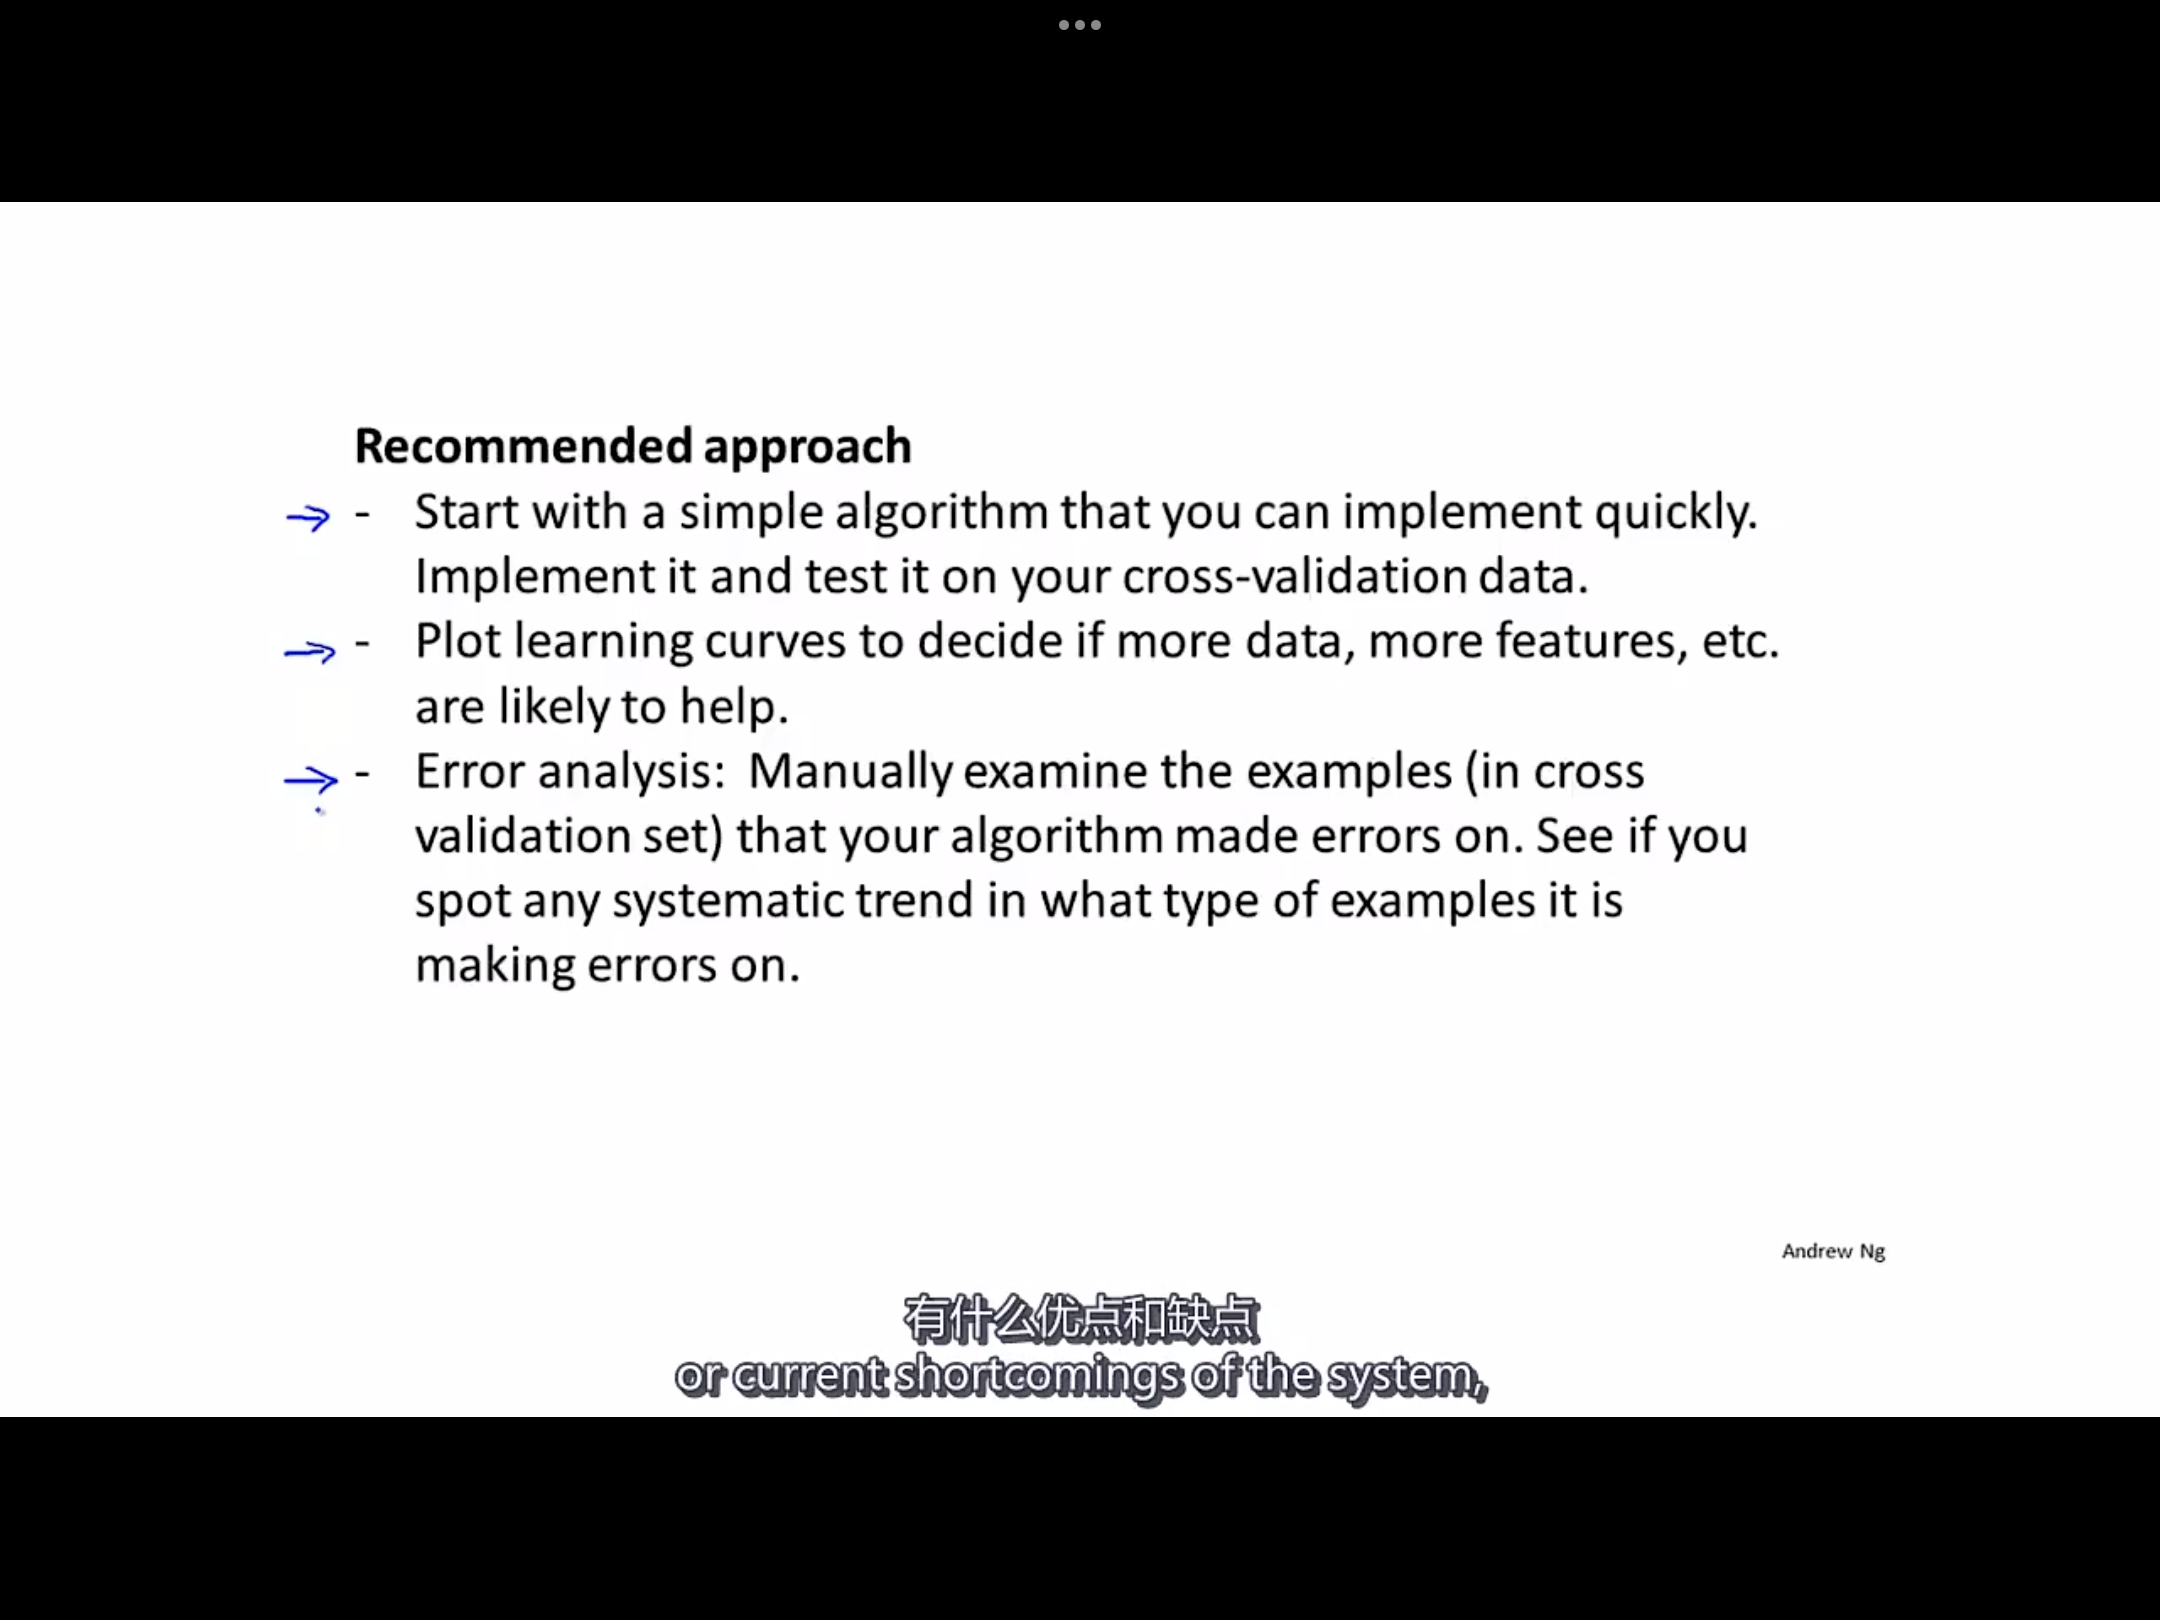 Recommended approach
- Start with a simple algorithm that you can implement quickly.
Implement it and test it on your cross-validation data.
- Plot learning curves to decide if more data, more features, etc.
are likely to help.
- Error analysis: Manually examine the examples (in cross
validation set) that your algorithm made errors on. See if you
spot any systematic trend in what type of examples it is
making errors on.
Andrew Ng
有什么优点和缺点
or current shortcomings of the system,